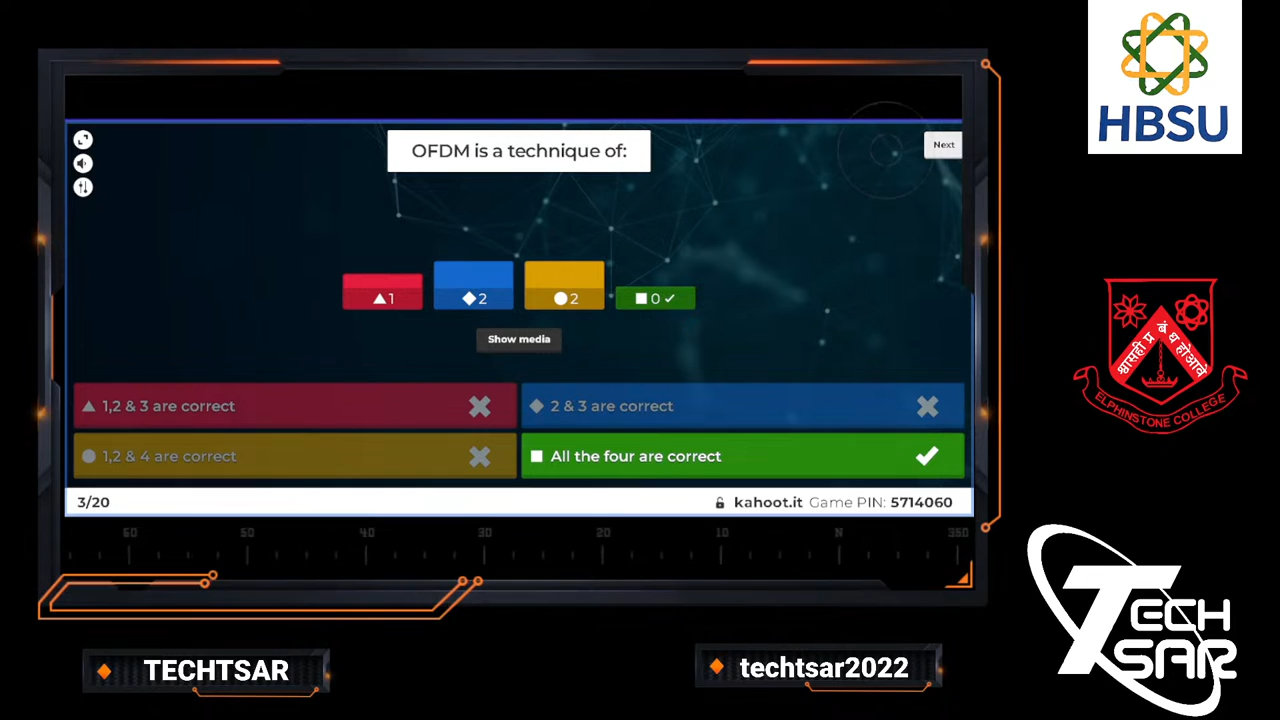 HBSU
OFDM is a technique of:
Next
1
2
2
0
Show media
1,2 & 3 are correct
2 & 3 are correct
1,2 & 4 are correct
All the four are correct
3/20
kahoot.it Game PIN: 5714060
60 50 40 30 20 10 N 350
ELPHINSTONE COLLEGE
TECH
TSAR
TECHTSAR
techtsar2022